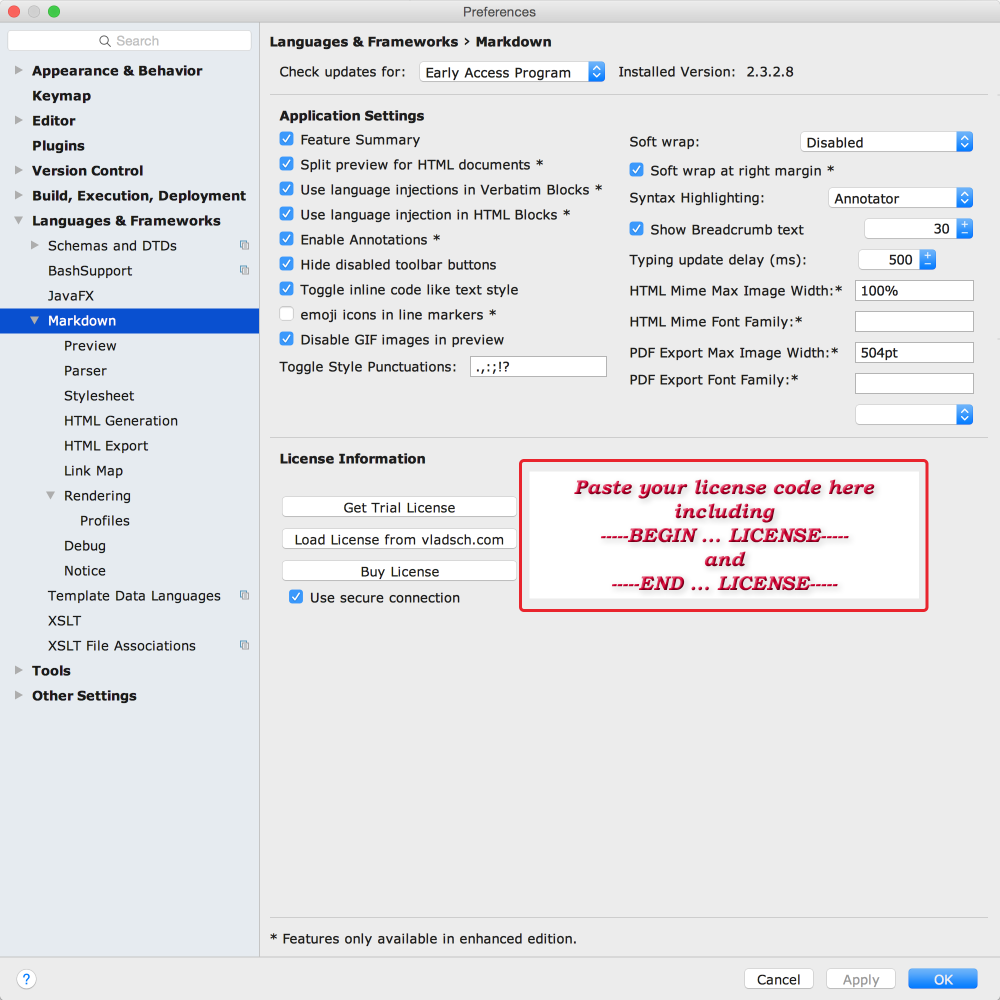 Preferences
Search
Appearance & Behavior
Keymap
Editor
Plugins
Version Control
Build, Execution, Deployment
Languages & Frameworks
Schemas and DTDs
BashSupport
JavaFX
Markdown
Preview
Parser
Stylesheet
HTML Generation
HTML Export
Link Map
Rendering
Profiles
Debug
Notice
Template Data Languages
XSLT
XSLT File Associations
Tools
Other Settings
Languages & Frameworks › Markdown
Check updates for: Early Access Program Installed Version: 2.3.2.8
Application Settings
Feature Summary
Split preview for HTML documents *
Use language injections in Verbatim Blocks *
Use language injection in HTML Blocks *
Enable Annotations *
Hide disabled toolbar buttons
Toggle inline code like text style
emoji icons in line markers *
Disable GIF images in preview
Toggle Style Punctuations: .,:;!?
Soft wrap: Disabled
Soft wrap at right margin *
Syntax Highlighting: Annotator
Show Breadcrumb text 30
Typing update delay (ms): 500
HTML Mime Max Image Width:* 100%
HTML Mime Font Family:*
PDF Export Max Image Width:* 504pt
PDF Export Font Family:*
License Information
Get Trial License
Load License from vladsch.com
Buy License
Use secure connection
Paste your license code here
including
-----BEGIN ... LICENSE-----
and
-----END ... LICENSE-----
* Features only available in enhanced edition.
?
Cancel
Apply
OK